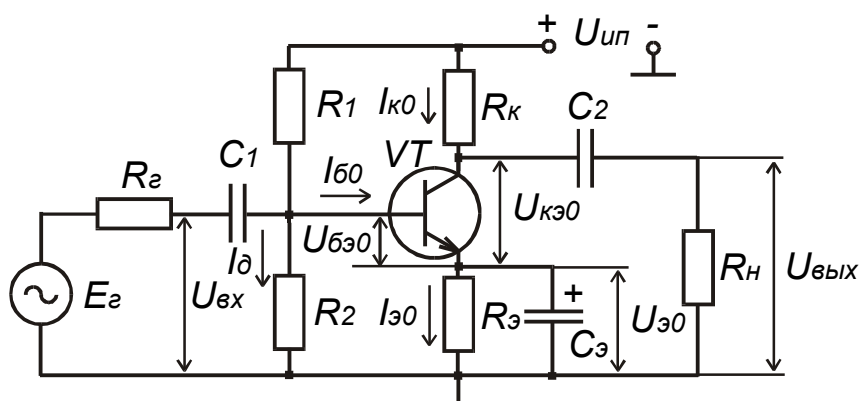 + Uип -
R1
Iк0
Rк
C2
C1
VT
Rг
Iб0
Uкэ0
Uбэ0
Iд
Rн
Uвых
Eг
Uвх
R2
Iэ0
Rэ
+
Cэ
Uэ0